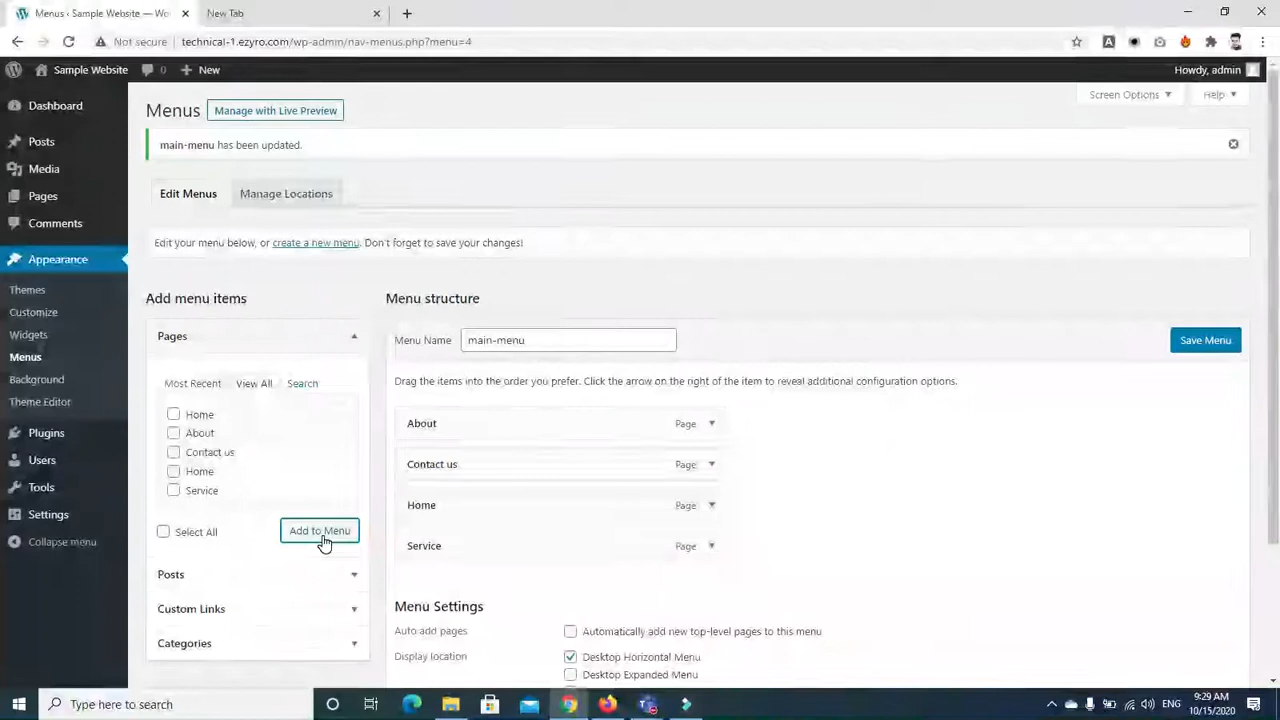 Menus ‹ Sample Website — Wo
New Tab
Not secure
technical-1.ezyro.com/wp-admin/nav-menus.php?menu=4
Sample Website
0
New
Howdy, admin
Dashboard
Posts
Media
Pages
Comments
Appearance
Themes
Customize
Widgets
Menus
Background
Theme Editor
Plugins
Users
Tools
Settings
Collapse menu
Menus
Manage with Live Preview
Screen Options
Help
main-menu has been updated.
Edit Menus
Manage Locations
Edit your menu below, or create a new menu. Don't forget to save your changes!
Add menu items
Pages
Most Recent
View All
Search
Home
About
Contact us
Home
Service
Select All
Add to Menu
Posts
Custom Links
Categories
Menu structure
Menu Name
main-menu
Save Menu
Drag the items into the order you prefer. Click the arrow on the right of the item to reveal additional configuration options.
About Page
Contact us Page
Home Page
Service Page
Menu Settings
Auto add pages
Automatically add new top-level pages to this menu
Display location
Desktop Horizontal Menu
Desktop Expanded Menu
Type here to search
ENG
9:29 AM
10/15/2020